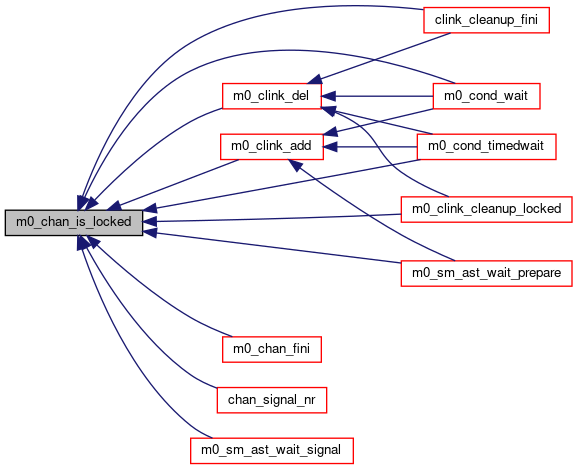 clink_cleanup_fini
m0_clink_del
m0_cond_wait
m0_clink_add
m0_cond_timedwait
m0_chan_is_locked
m0_clink_cleanup_locked
m0_sm_ast_wait_prepare
m0_chan_fini
chan_signal_nr
m0_sm_ast_wait_signal